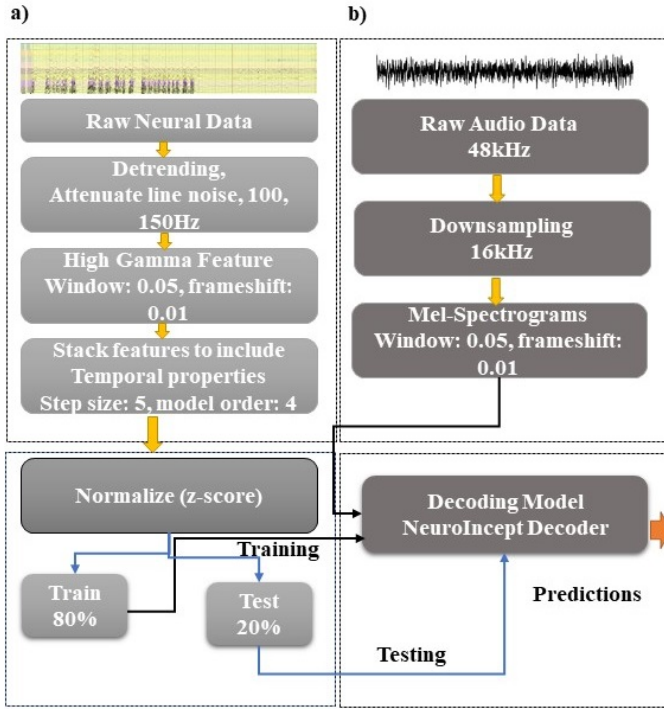 a)
Raw Neural Data
Detrending,
Attenuate line noise, 100,
150Hz
High Gamma Feature
Window: 0.05, frameshift:
0.01
Stack features to include
Temporal properties
Step size: 5, model order: 4
Normalize (z-score)
Training
Train
80%
Test
20%
Testing
b)
Raw Audio Data
48kHz
Downsampling
16kHz
Mel-Spectrograms
Window: 0.05, frameshift:
0.01
Decoding Model
NeuroIncept Decoder
Predictions